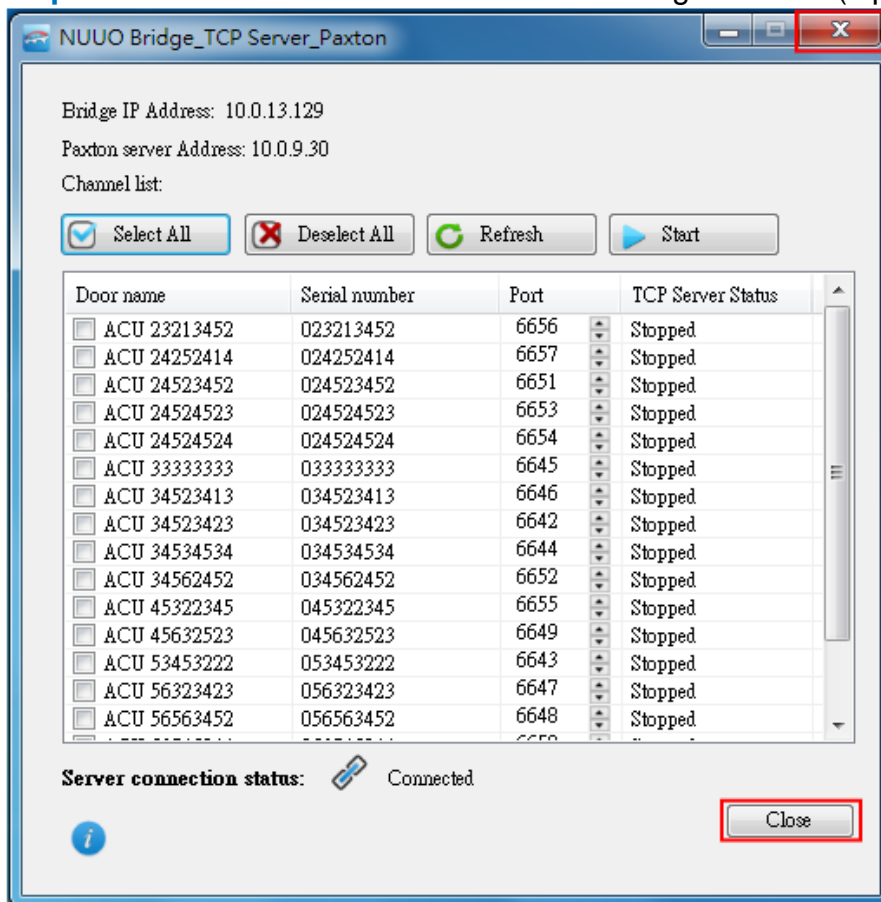 NUUO Bridge_TCP Server_Paxton
Bridge IP Address: 10.0.13.129
Paxton server Address: 10.0.9.30
Channel list:
Select All Deselect All Refresh Start
Door name Serial number Port TCP Server Status
ACU 23213452 023213452 6656 Stopped
ACU 24252414 024252414 6657 Stopped
ACU 24523452 024523452 6651 Stopped
ACU 24524523 024524523 6653 Stopped
ACU 24524524 024524524 6654 Stopped
ACU 33333333 033333333 6645 Stopped
ACU 34523413 034523413 6646 Stopped
ACU 34523423 034523423 6642 Stopped
ACU 34534534 034534534 6644 Stopped
ACU 34562452 034562452 6652 Stopped
ACU 45322345 045322345 6655 Stopped
ACU 45632523 045632523 6649 Stopped
ACU 53453222 053453222 6643 Stopped
ACU 56323423 056323423 6647 Stopped
ACU 56563452 056563452 6648 Stopped
Server connection status: Connected
Close